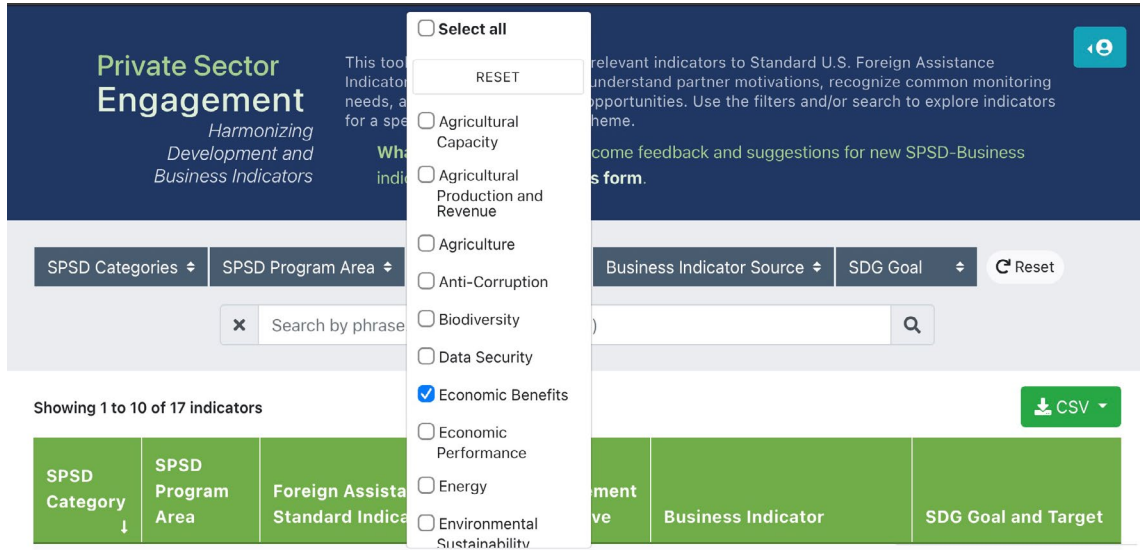 Private Sector
Engagement
Harmonizing
Development and
Business Indicators
This tool relevant indicators to Standard U.S. Foreign Assistance
Indicator understand partner motivations, recognize common monitoring
needs, a opportunities. Use the filters and/or search to explore indicators
for a spe heme.
Wha come feedback and suggestions for new SPSD-Business
indic s form.
Select all
RESET
Agricultural
Capacity
Agricultural
Production and
Revenue
Agriculture
Anti-Corruption
Biodiversity
Data Security
Economic Benefits
Economic
Performance
Energy
Environmental
Sustainability
SPSD Categories
SPSD Program Area
Business Indicator Source
SDG Goal
Reset
Search by phrase )
Showing 1 to 10 of 17 indicators
CSV
SPSD
Category
SPSD
Program
Area
Foreign Assista
Standard Indica
ement
ve
Business Indicator
SDG Goal and Target